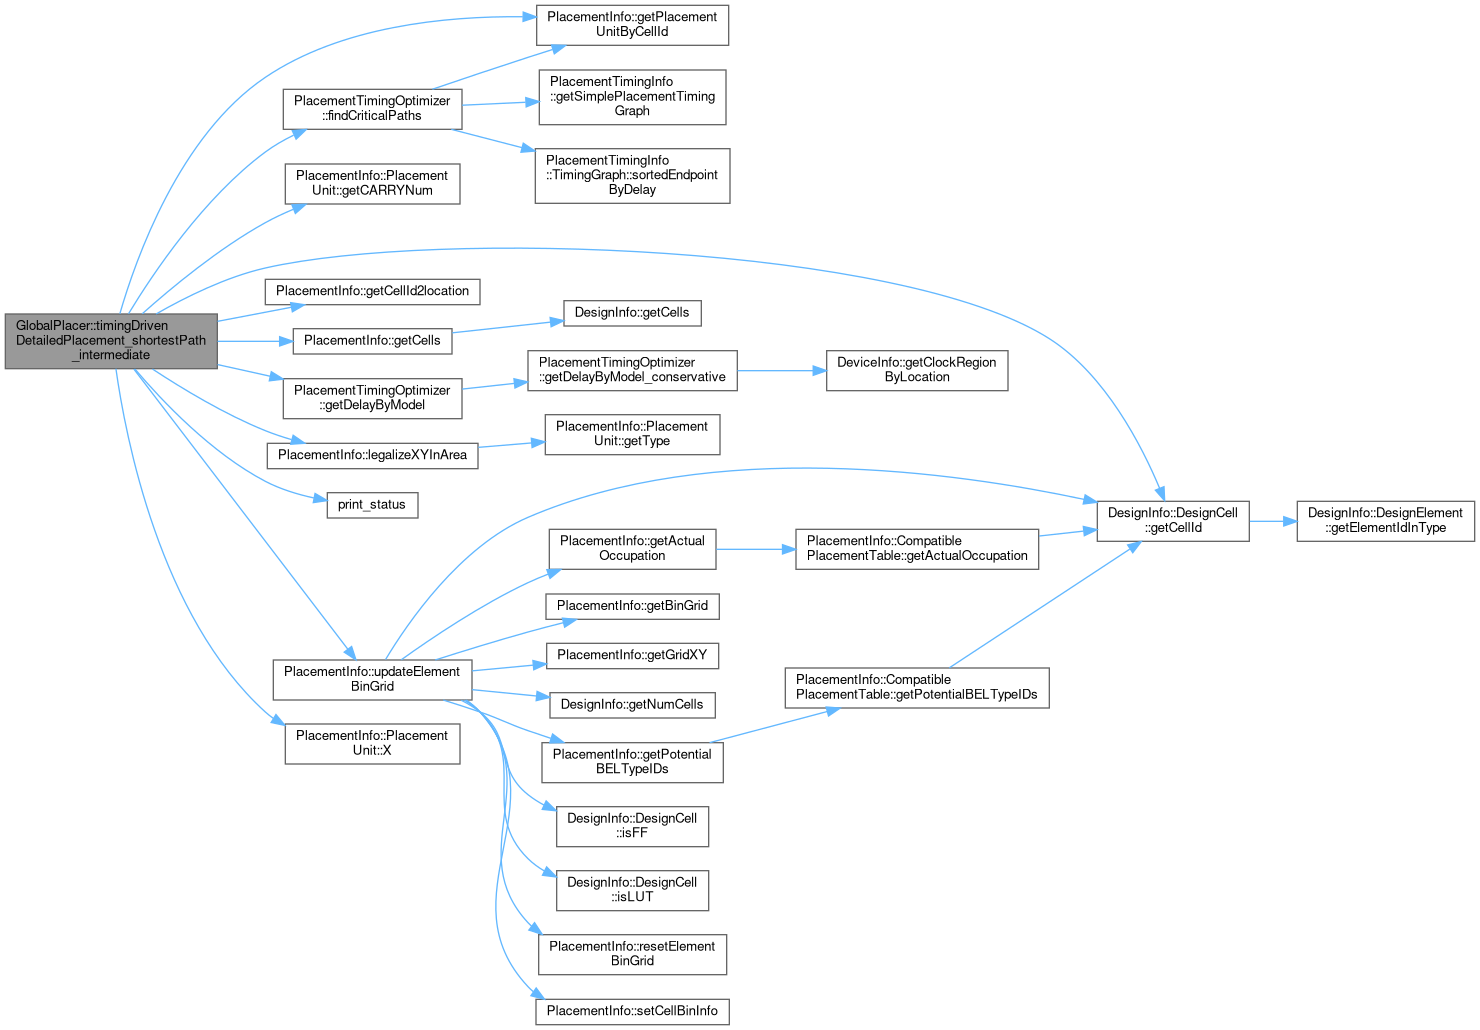 PlacementInfo::getPlacement
UnitByCellId
PlacementTimingInfo
::getSimplePlacementTiming
Graph
PlacementTimingOptimizer
::findCriticalPaths
PlacementTimingInfo
::TimingGraph::sortedEndpoint
ByDelay
PlacementInfo::Placement
Unit::getCARRYNum
PlacementInfo::getCellId2location
DesignInfo::getCells
GlobalPlacer::timingDriven
DetailedPlacement_shortestPath
_intermediate
PlacementInfo::getCells
PlacementTimingOptimizer
::getDelayByModel_conservative
DeviceInfo::getClockRegion
ByLocation
PlacementTimingOptimizer
::getDelayByModel
PlacementInfo::Placement
Unit::getType
PlacementInfo::legalizeXYInArea
print_status
DesignInfo::DesignCell
::getCellId
DesignInfo::DesignElement
::getElementIdInType
PlacementInfo::getActual
Occupation
PlacementInfo::Compatible
PlacementTable::getActualOccupation
PlacementInfo::getBinGrid
PlacementInfo::getGridXY
PlacementInfo::updateElement
BinGrid
PlacementInfo::Compatible
PlacementTable::getPotentialBELTypeIDs
DesignInfo::getNumCells
PlacementInfo::Placement
Unit::X
PlacementInfo::getPotential
BELTypeIDs
DesignInfo::DesignCell
::isFF
DesignInfo::DesignCell
::isLUT
PlacementInfo::resetElement
BinGrid
PlacementInfo::setCellBinInfo